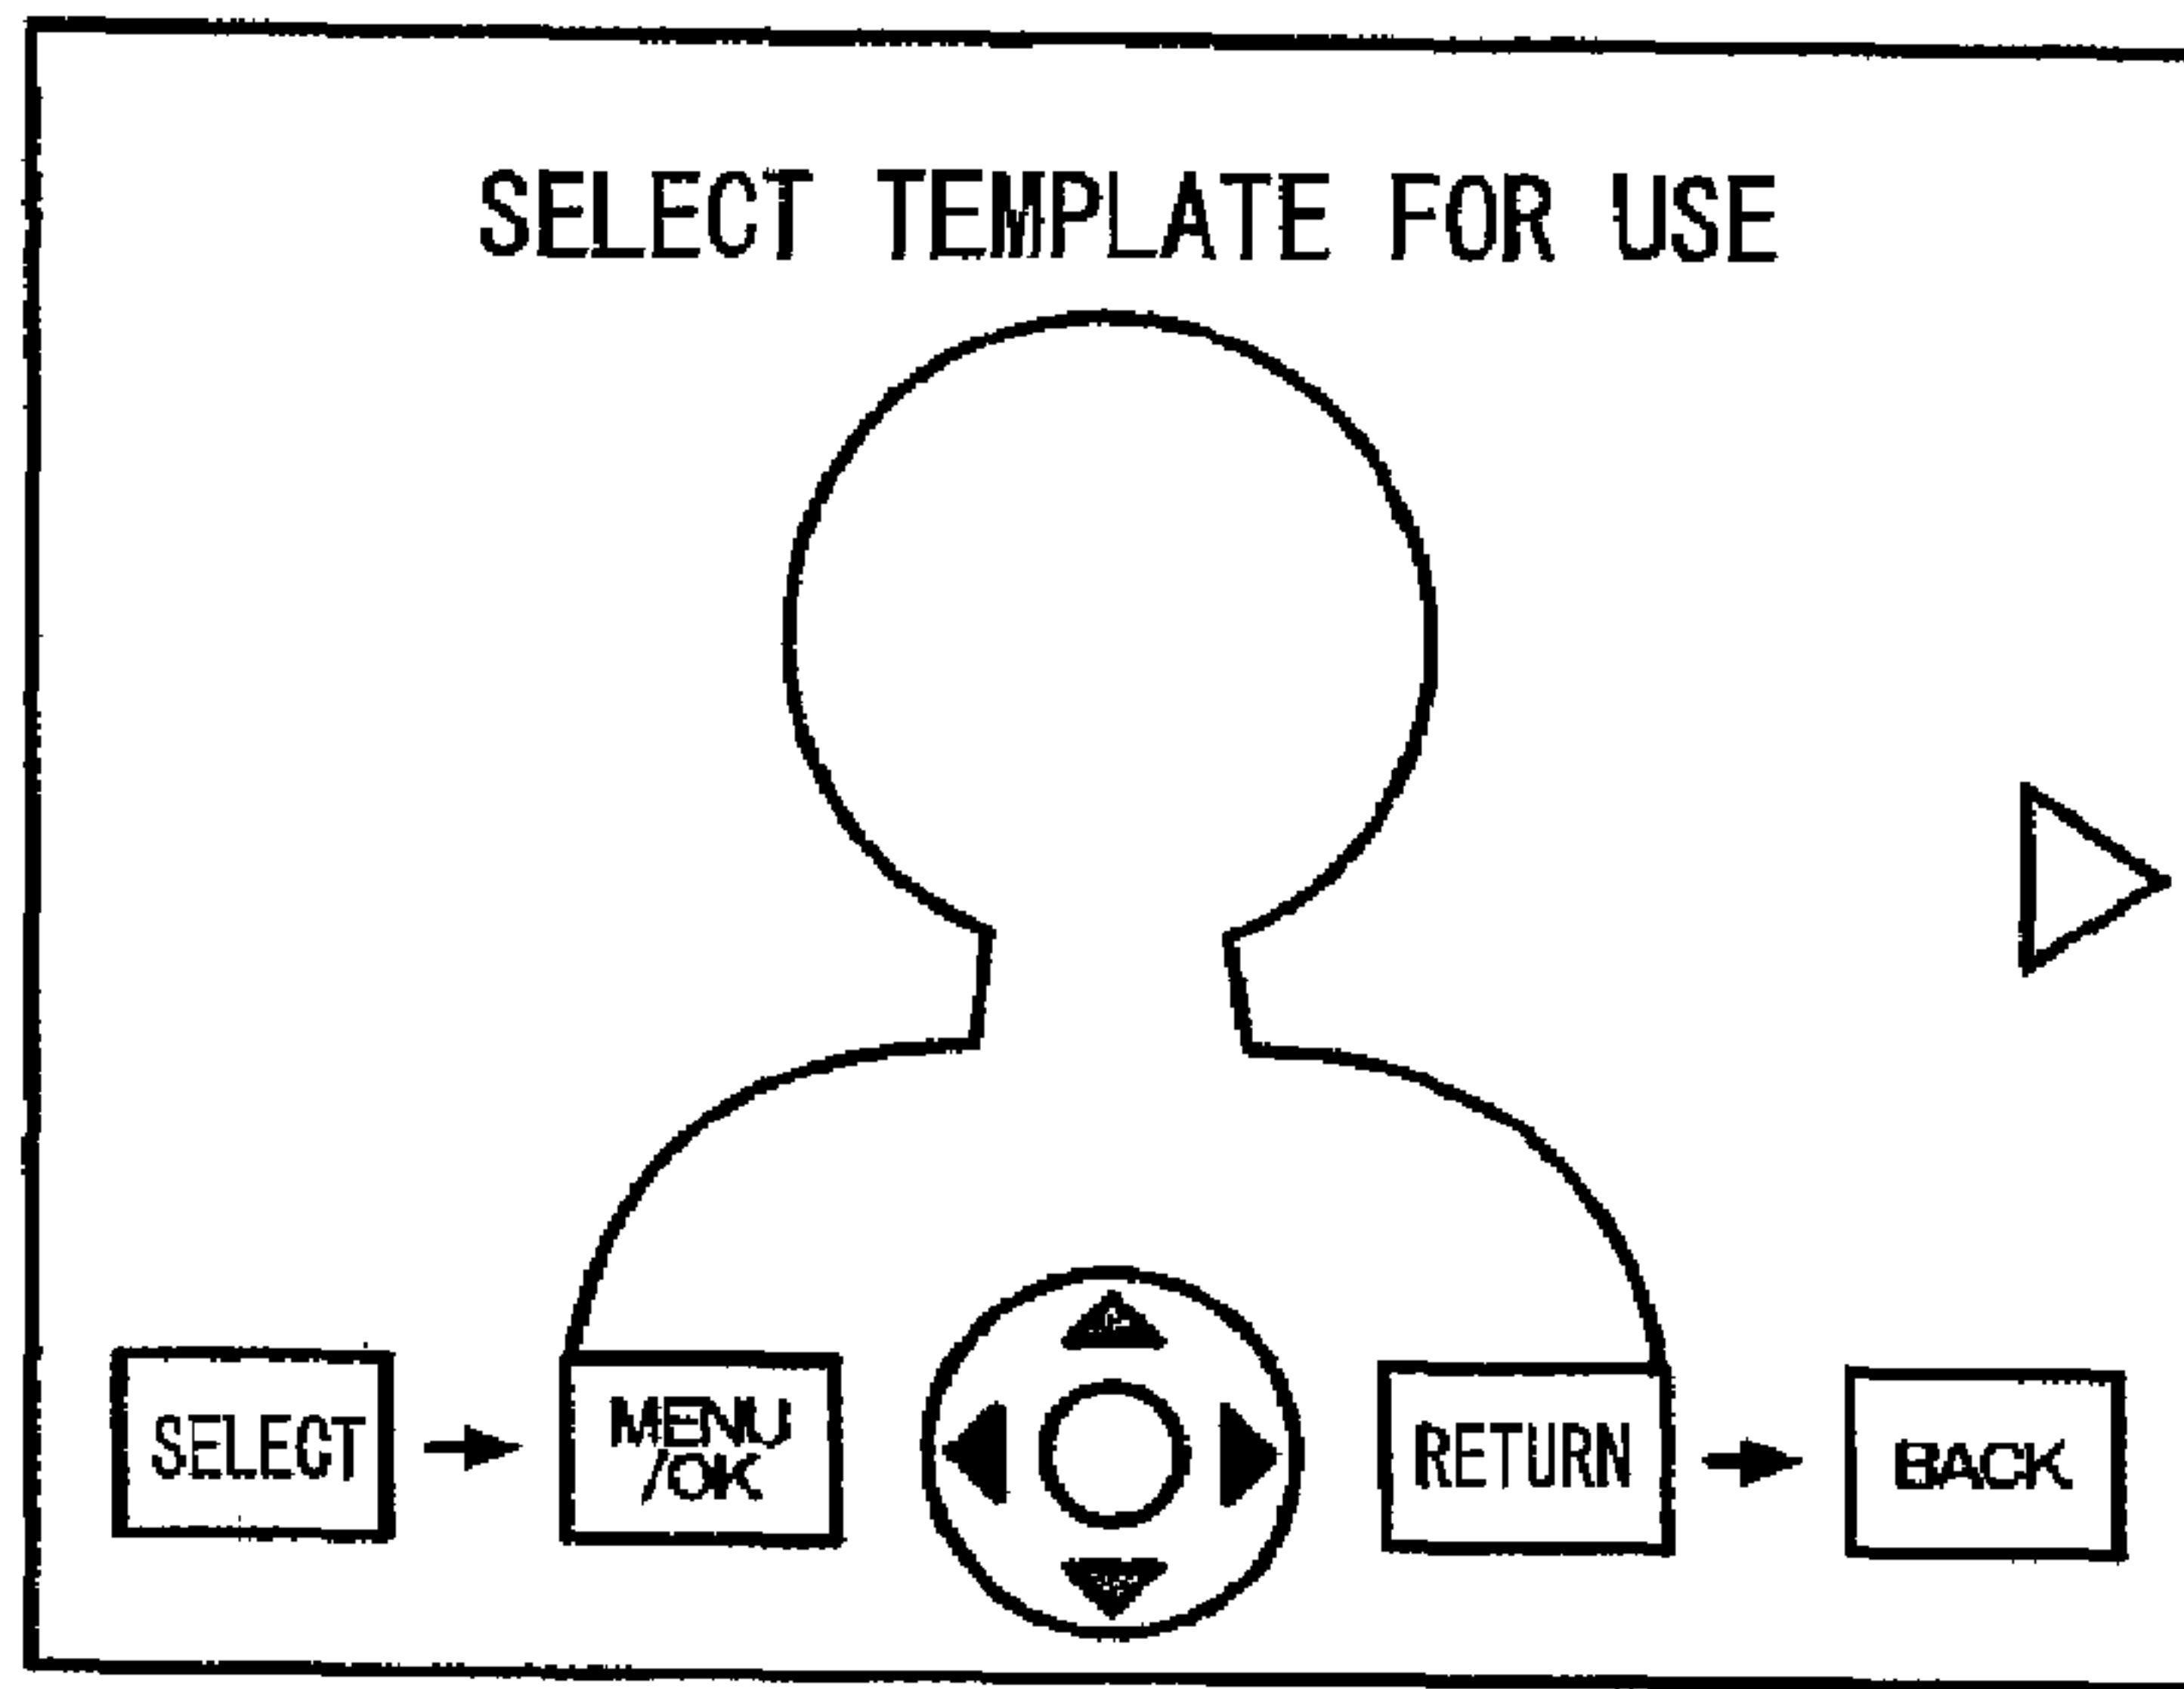 SELECT TEMPLATE FOR USE
SELECT
MENU
/OK
RETURN
BACK